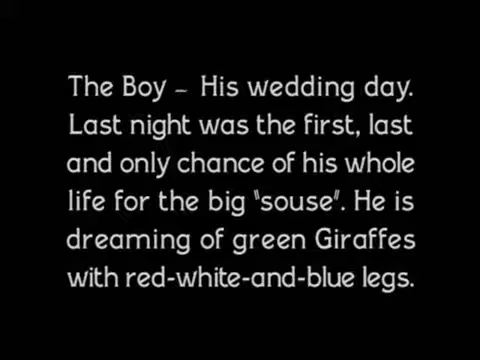 The Boy – His wedding day.
Last night was the first, last
and only chance of his whole
life for the big "souse". He is
dreaming of green Giraffes
with red-white-and-blue legs.